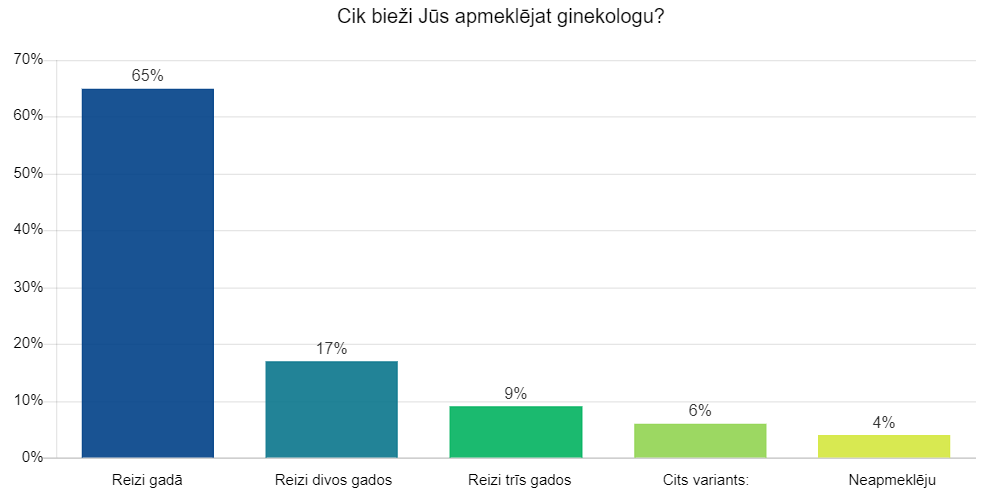 Cik bieži Jūs apmeklējat ginekologu?
70%
65%
60%
50%
40%
30%
20%
17%
10%
9%
6%
4%
0%
Reizi gadā
Reizi divos gados
Reizi trīs gados
Cits variants:
Neapmeklēju